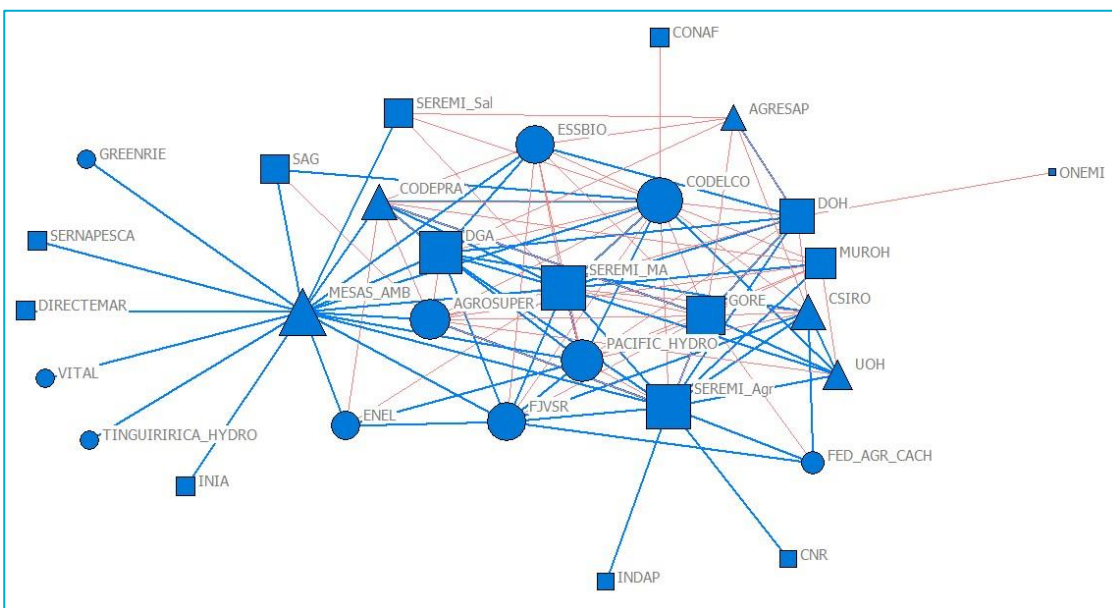 CONAF
SEREMI_Sal
AGRESAP
ESSBIO
GREENRIE
SAG
ONEMI
CODEPRA
CODELCO
DOH
SERNAPESCA
DGA
MUROH
SEREMI_MA
MESAS_AMB
AGROSUPER
GORE
CSIRO
DIRECTEMAR
PACIFIC_HYDRO
UOH
VITAL
SEREMI_Agr
ENEL
FJVSR
TINGUIRIRICA_HYDRO
FED_AGR_CACH
INIA
CNR
INDAP